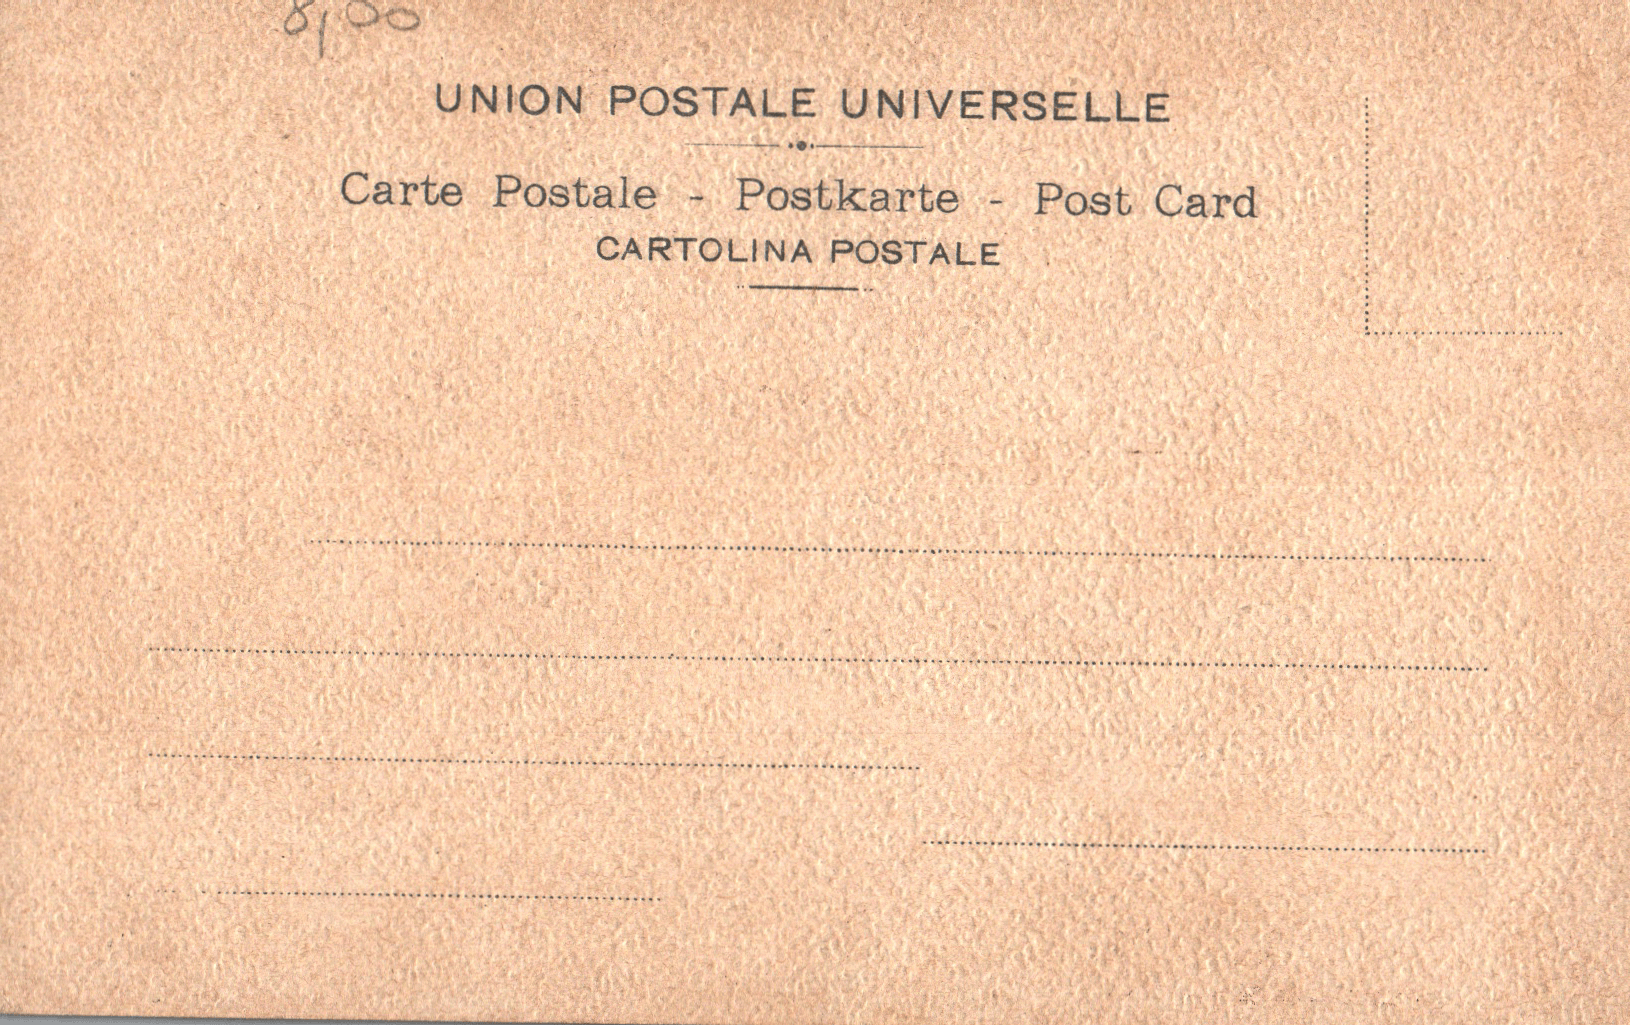 8,00
UNION POSTALE UNIVERSELLE
Carte Postale - Postkarte - Post Card
CARTOLINA POSTALE